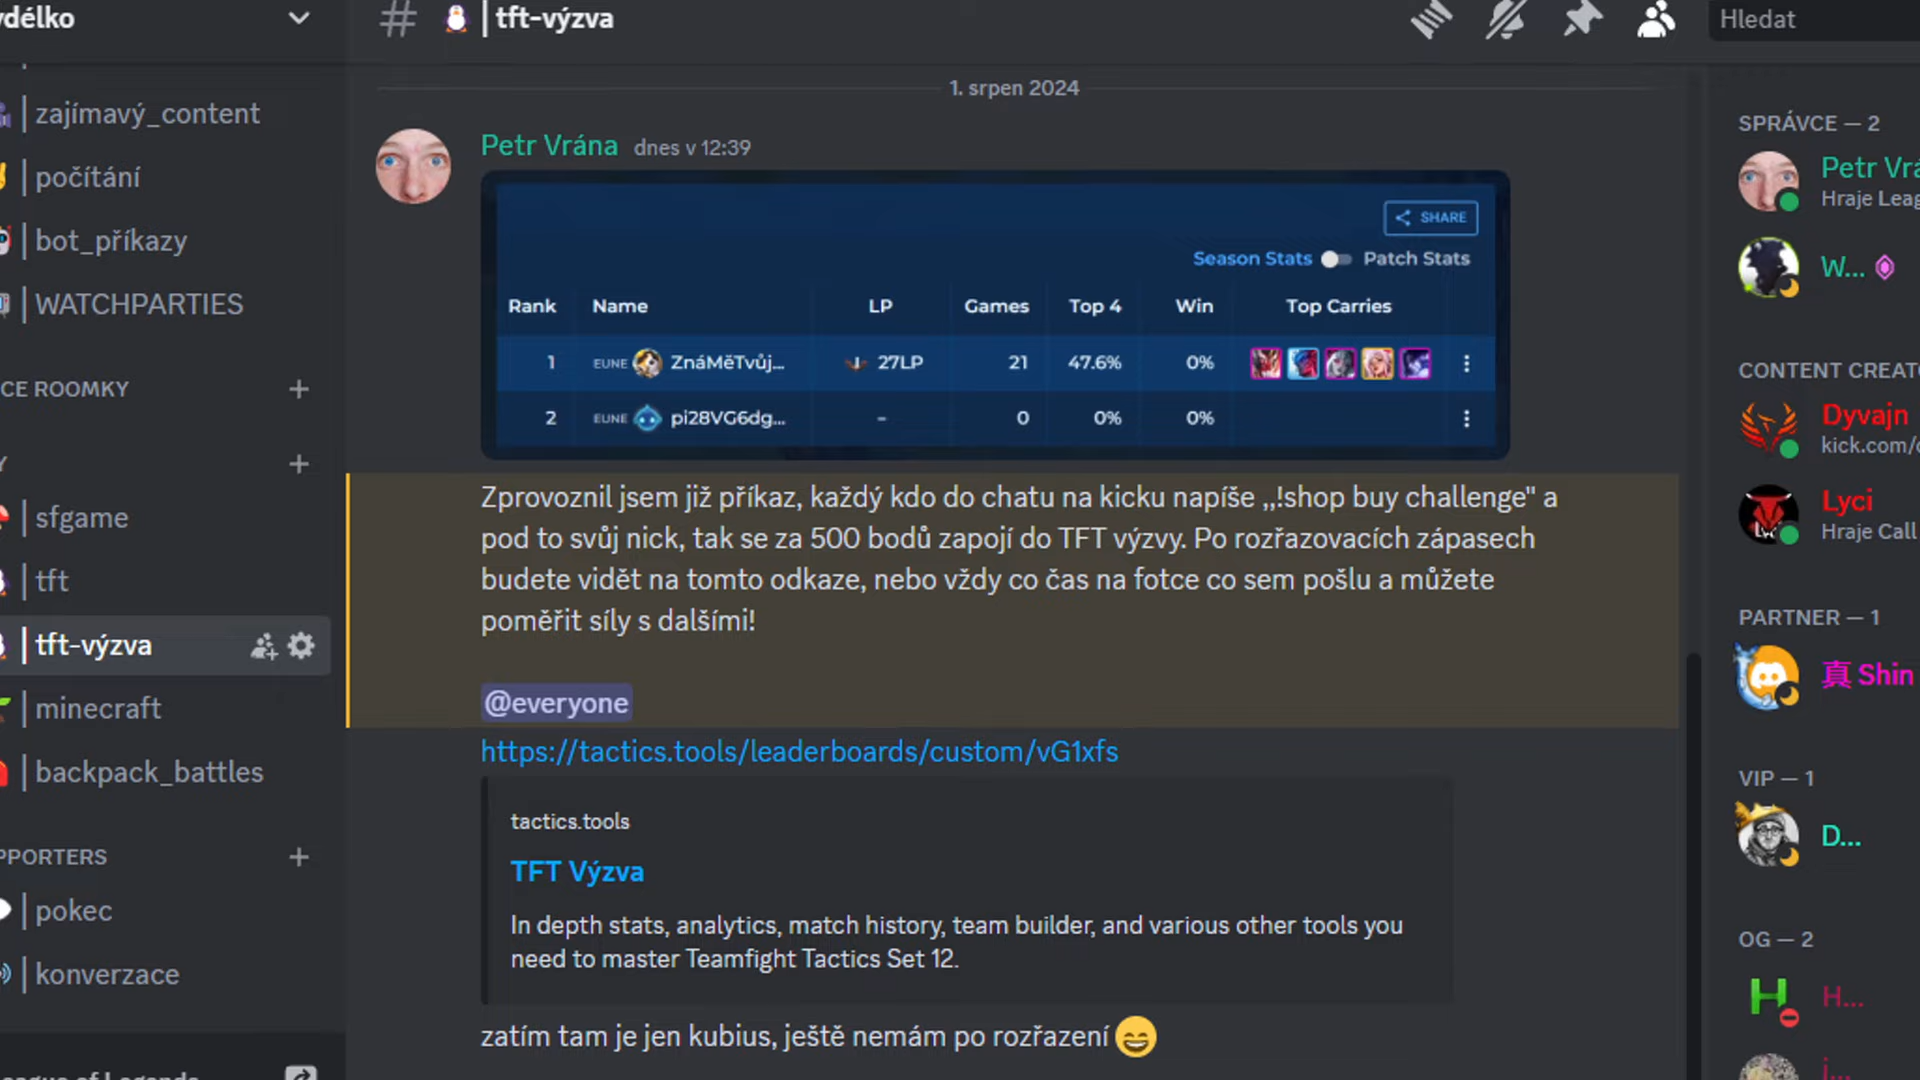 výdělko
tft-výzva
Hledat
zajímavý_content
počítání
bot_příkazy
WATCHPARTIES
CE ROOMKY
Y
sfgame
tft
tft-výzva
minecraft
backpack_battles
PPORTERS
pokec
konverzace
eague of Legends
1. srpen 2024
Petr Vrána dnes v 12:39
SHARE
Season Stats Patch Stats
Rank Name LP Games Top 4 Win Top Carries
1 EUNE ZnáMěTvůj... 27LP 21 47.6% 0%
2 EUNE pi28VG6dg... - 0 0% 0%
Zprovoznil jsem již příkaz, každý kdo do chatu na kicku napíše ,,!shop buy challenge" a
pod to svůj nick, tak se za 500 bodů zapojí do TFT výzvy. Po rozřazovacích zápasech
budete vidět na tomto odkaze, nebo vždy co čas na fotce co sem pošlu a můžete
poměřit síly s dalšími!
@everyone
https://tactics.tools/leaderboards/custom/vG1xfs
tactics.tools
TFT Výzva
In depth stats, analytics, match history, team builder, and various other tools you
need to master Teamfight Tactics Set 12.
zatím tam je jen kubius, ještě nemám po rozřazení
SPRÁVCE — 2
Petr Vrá
Hraje Leag
W...
CONTENT CREATO
Dyvajn
kick.com/
Lyci
Hraje Call
PARTNER — 1
真 Shin
VIP — 1
D...
OG — 2
H...
j...